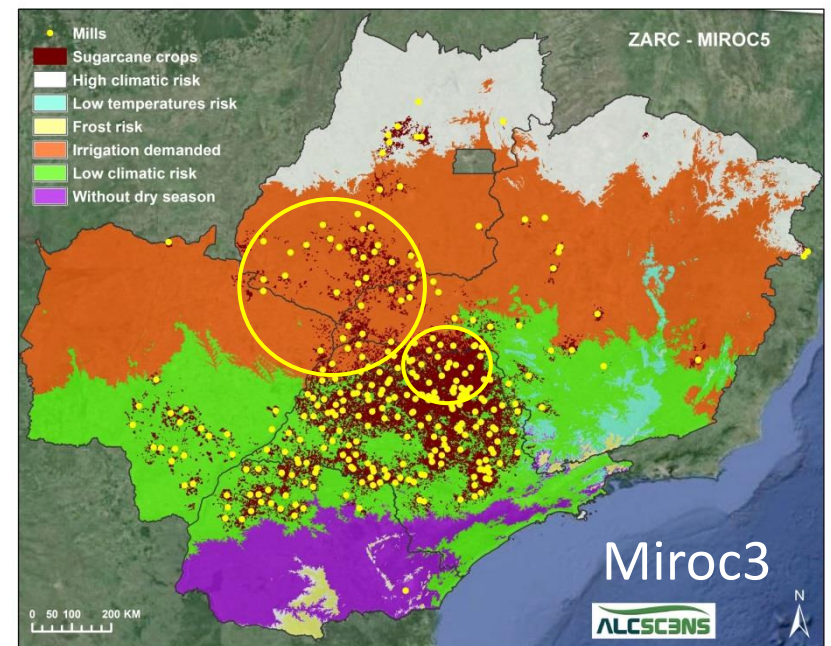 ZARC - MIROC5
Mills
Sugarcane crops
High climatic risk
Low temperatures risk
Frost risk
Irrigation demanded
Low climatic risk
Without dry season
Miroc3
0 50 100 200 KM
ALCSC3NS
N